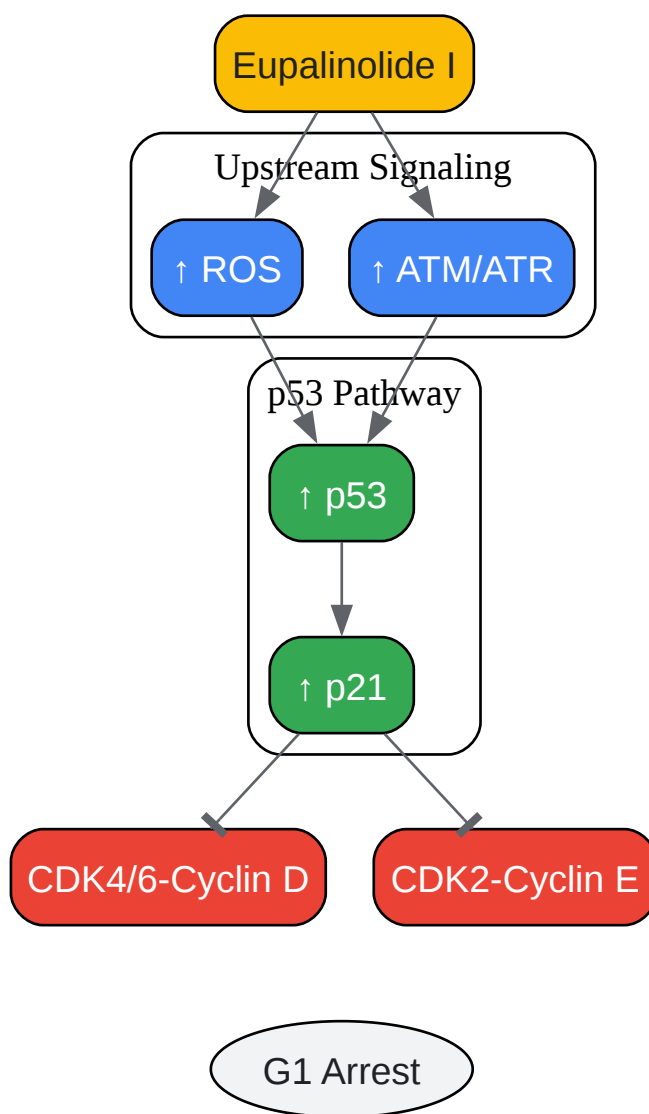 Eupalinolide I
Upstream Signaling
↑ ROS
↑ ATM/ATR
p53 Pathway
↑ p53
↑ p21
CDK4/6-Cyclin D
CDK2-Cyclin E
G1 Arrest